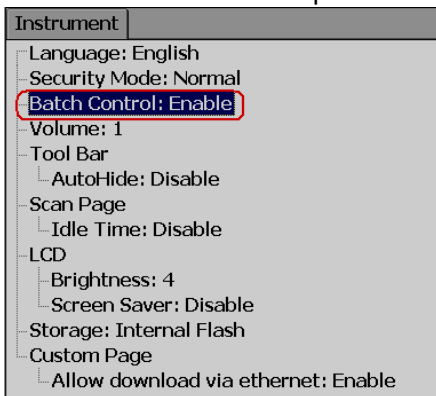 Instrument
Language: English
Security Mode: Normal
Batch Control: Enable
Volume: 1
Tool Bar
AutoHide: Disable
Scan Page
Idle Time: Disable
LCD
Brightness: 4
Screen Saver: Disable
Storage: Internal Flash
Custom Page
Allow download via ethernet: Enable